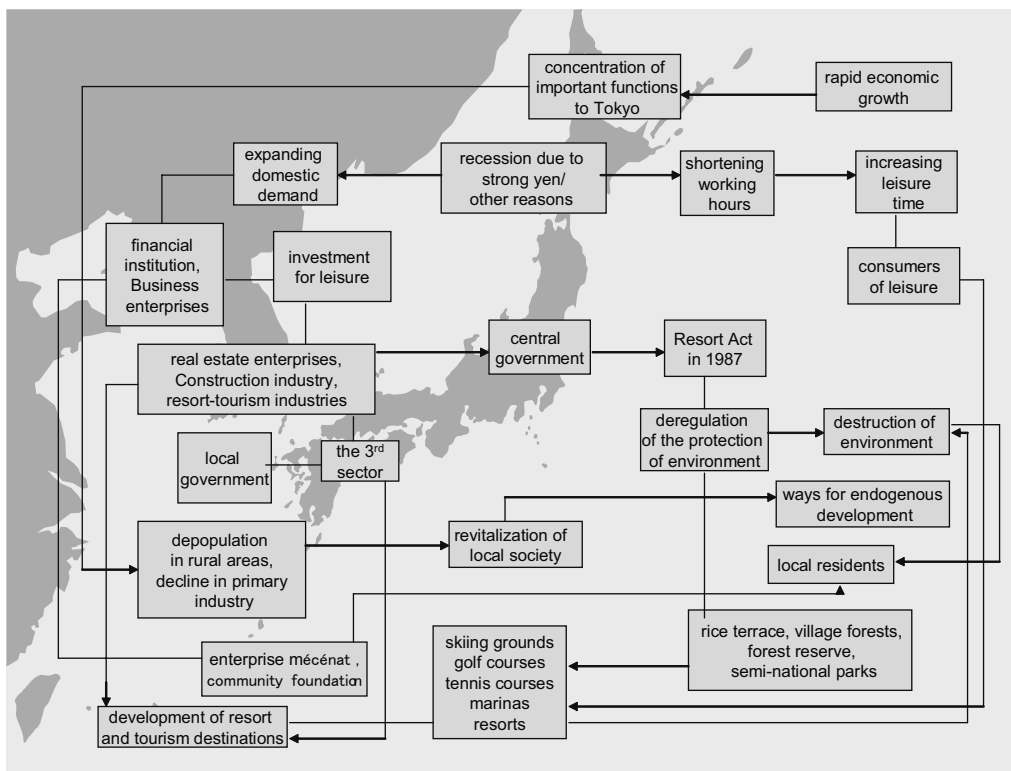 concentration of
important functions
to Tokyo
rapid economic
growth
expanding
domestic
demand
recession due to
strong yen/
other reasons
shortening
working
hours
increasing
leisure
time
financial
institution,
Business
enterprises
investment
for leisure
consumers
of leisure
real estate enterprises,
Construction industry,
resort-tourism industries
central
government
Resort Act
in 1987
local
government
the 3rd
sector
deregulation
of the protection
of environment
destruction of
environment
ways for endogenous
development
depopulation
in rural areas,
decline in primary
industry
revitalization of
local society
local residents
enterprise mécénat ,
community foundation
skiing grounds
golf courses
tennis courses
marinas
resorts
rice terrace, village forests,
forest reserve,
semi-national parks
development of resort
and tourism destinations